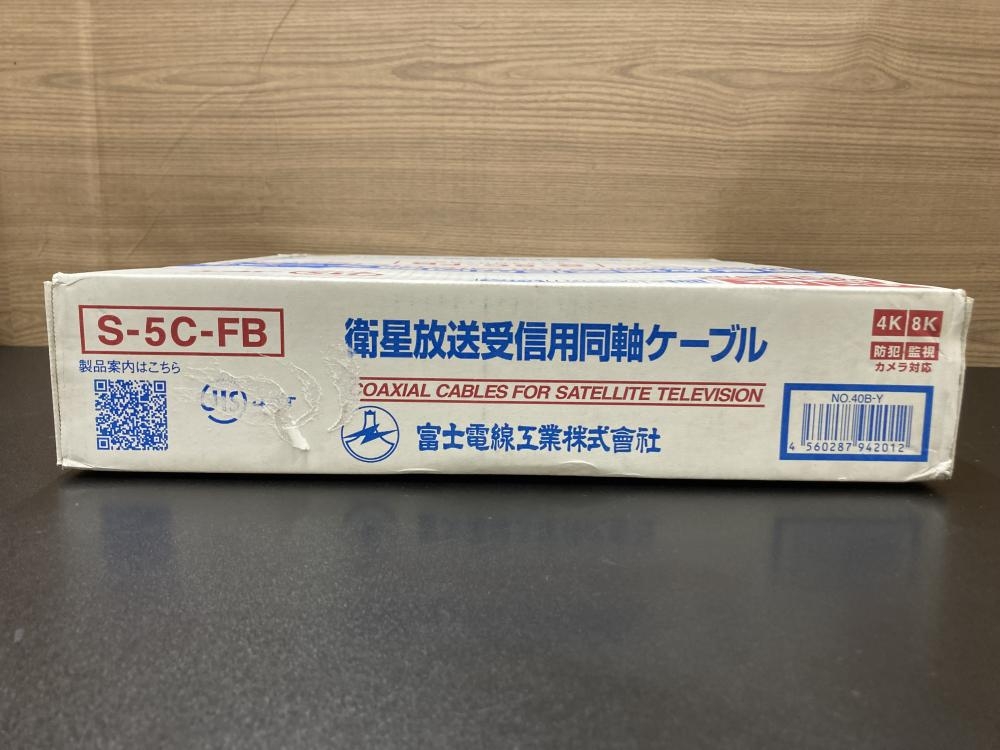 S-5C-FB
製品案内はこちら
JIS
衛星放送受信用同軸ケーブル
COAXIAL CABLES FOR SATELLITE TELEVISION
富士電線工業株式會社
4K 8K
防犯 監視
カメラ対応
NO.40B-Y
4 560287 942012